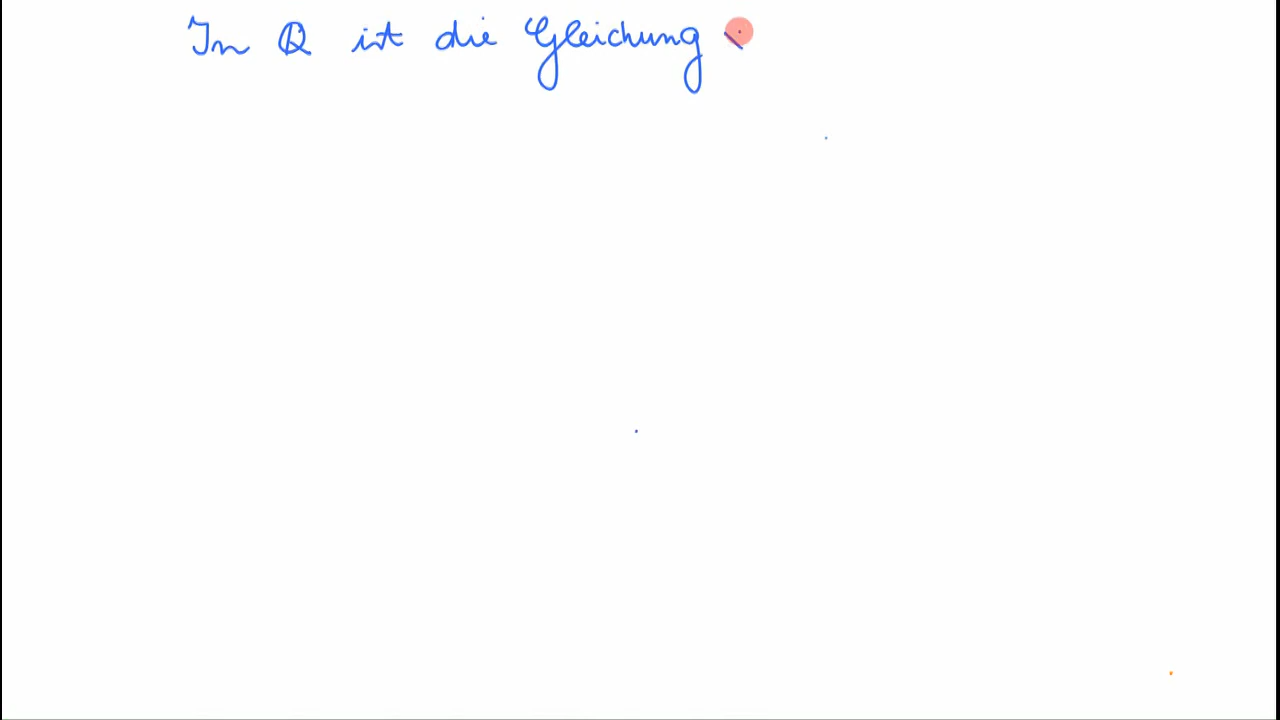 In ℚ ist die Gleichung